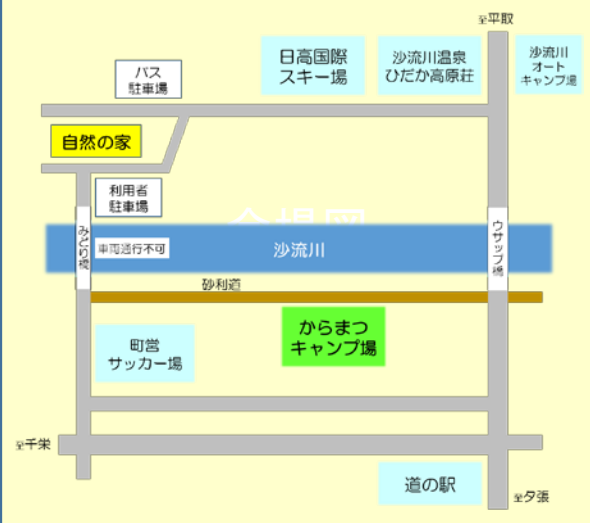 至平取
日高国際
スキー場
沙流川温泉
ひだか高原荘
沙流川
オート
キャンプ場
バス
駐車場
自然の家
利用者
駐車場
会場図
みどり橋
車両通行不可
沙流川
ウサップ橋
砂利道
からまつ
キャンプ場
町営
サッカー場
至千栄
道の駅
至夕張